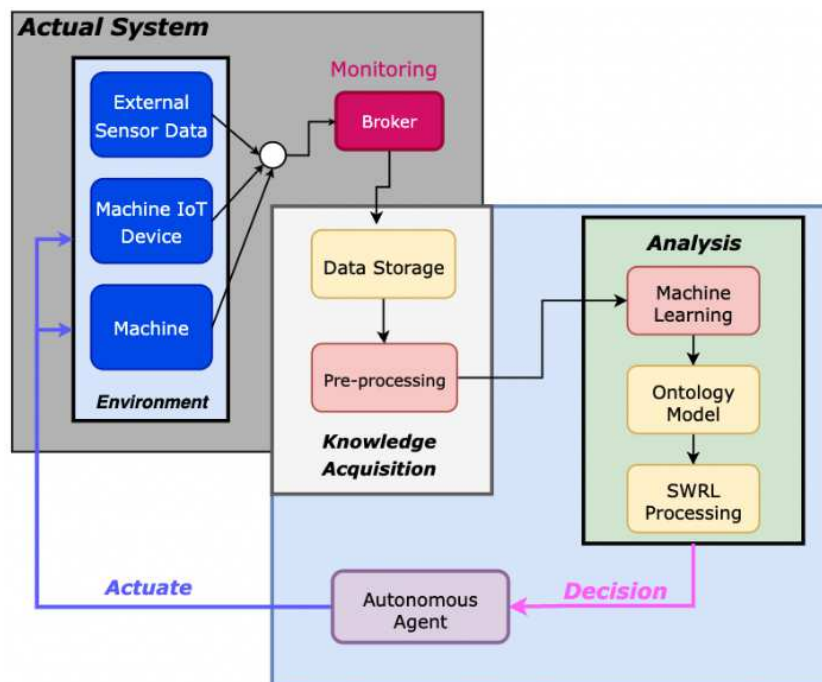 Actual System
Monitoring
External
Sensor Data
Broker
Machine IoT
Device
Machine
Environment
Data Storage
Pre-processing
Knowledge
Acquisition
Analysis
Machine
Learning
Ontology
Model
SWRL
Processing
Decision
Autonomous
Agent
Actuate